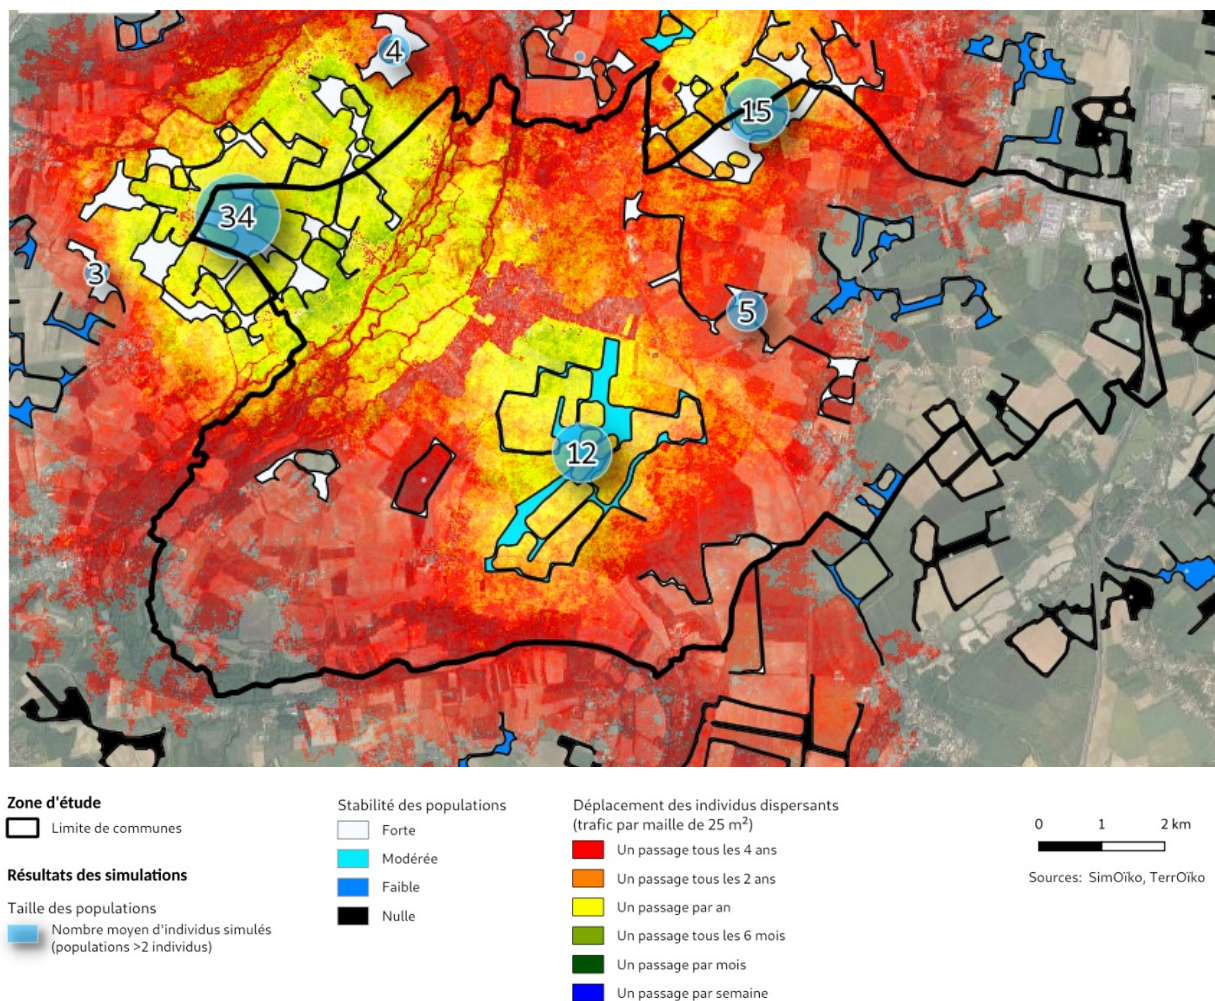 4
15
34
3
5
12
Zone d'étude
Limite de communes
Résultats des simulations
Taille des populations
Nombre moyen d'individus simulés
(populations >2 individus)
Stabilité des populations
Forte
Modérée
Faible
Nulle
Déplacement des individus dispersants
(trafic par maille de 25 m²)
Un passage tous les 4 ans
Un passage tous les 2 ans
Un passage par an
Un passage tous les 6 mois
Un passage par mois
Un passage par semaine
0 1 2 km
Sources: SimOïko, TerrOïko